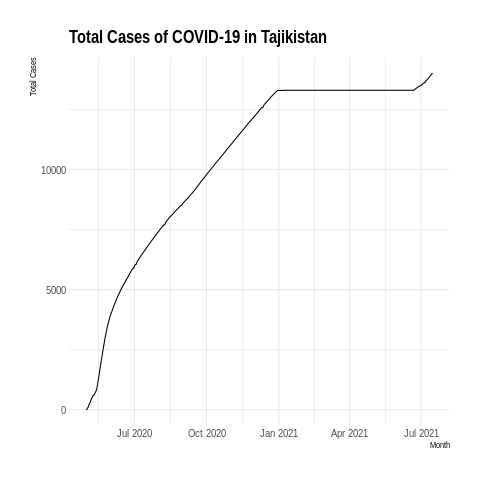 Total Cases of COVID-19 in Tajikistan
Total Cases
10000
5000
0
Jul 2020 Oct 2020 Jan 2021 Apr 2021 Jul 2021
Month